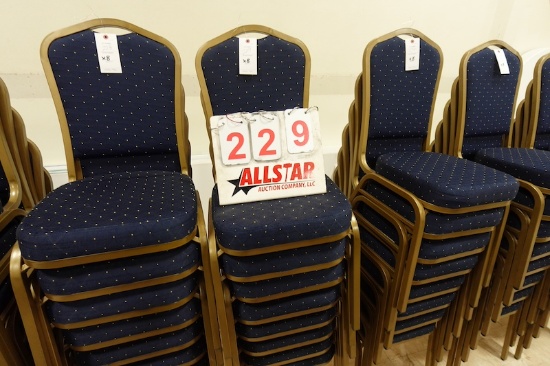 229
ALLSTAR
AUCTION COMPANY, LLC